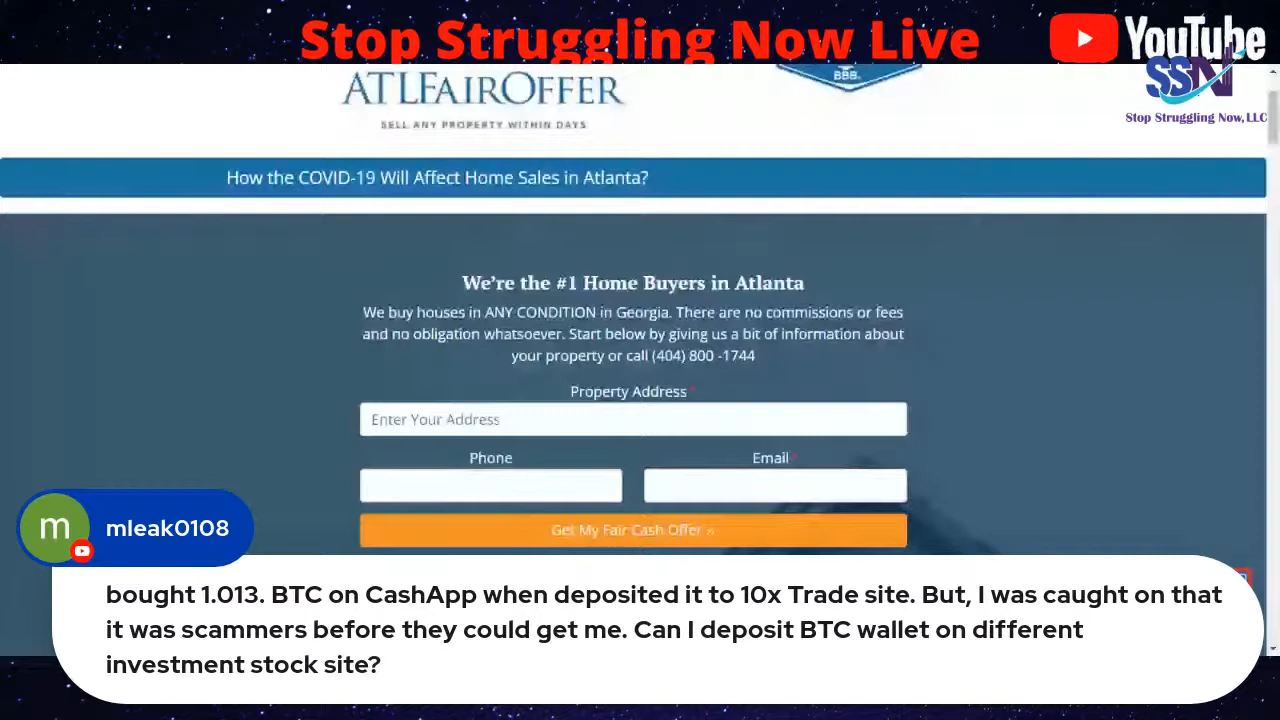 Stop Struggling Now Live
YouTube
BBB
SSN
Stop Struggling Now, LLC
ATLFAIROFFER
SELL ANY PROPERTY WITHIN DAYS
How the COVID-19 Will Affect Home Sales in Atlanta?
We're the #1 Home Buyers in Atlanta
We buy houses in ANY CONDITION in Georgia. There are no commissions or fees
and no obligation whatsoever. Start below by giving us a bit of information about
your property or call (404) 800 -1744
Property Address *
Enter Your Address
Phone
Email *
Get My Fair Cash Offer »
m
mleak0108
bought 1.013. BTC on CashApp when deposited it to 10x Trade site. But, I was caught on that
it was scammers before they could get me. Can I deposit BTC wallet on different
investment stock site?